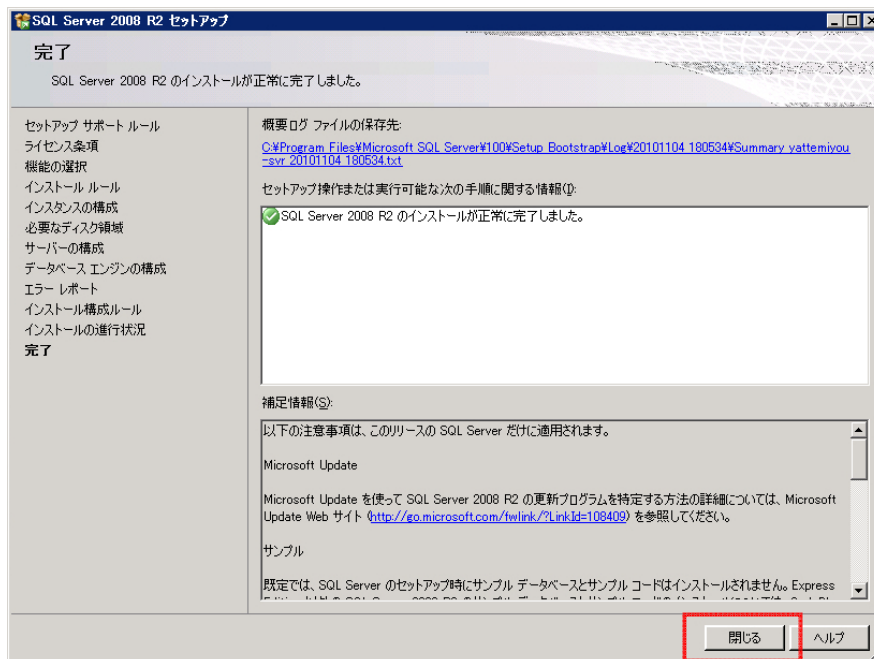 SQL Server 2008 R2 セットアップ
完了
SQL Server 2008 R2 のインストールが正常に完了しました。
セットアップ サポート ルール
ライセンス条項
機能の選択
インストール ルール
インスタンスの構成
必要なディスク領域
サーバーの構成
データベース エンジンの構成
エラー レポート
インストール構成ルール
インストールの進行状況
完了
概要ログ ファイルの保存先:
C:¥Program Files¥Microsoft SQL Server¥100¥Setup Bootstrap¥Log¥20101104_180534¥Summary_yattemiyou
-svr_20101104_180534.txt
セットアップ操作または実行可能な次の手順に関する情報(I):
SQL Server 2008 R2 のインストールが正常に完了しました。
補足情報(S):
以下の注意事項は、このリリースの SQL Server だけに適用されます。
Microsoft Update
Microsoft Update を使って SQL Server 2008 R2 の更新プログラムを特定する方法の詳細については、Microsoft
Update Web サイト (http://go.microsoft.com/fwlink/?LinkId=108409) を参照してください。
サンプル
既定では、SQL Server のセットアップ時にサンプル データベースとサンプル コードはインストールされません。Express
閉じる
ヘルプ